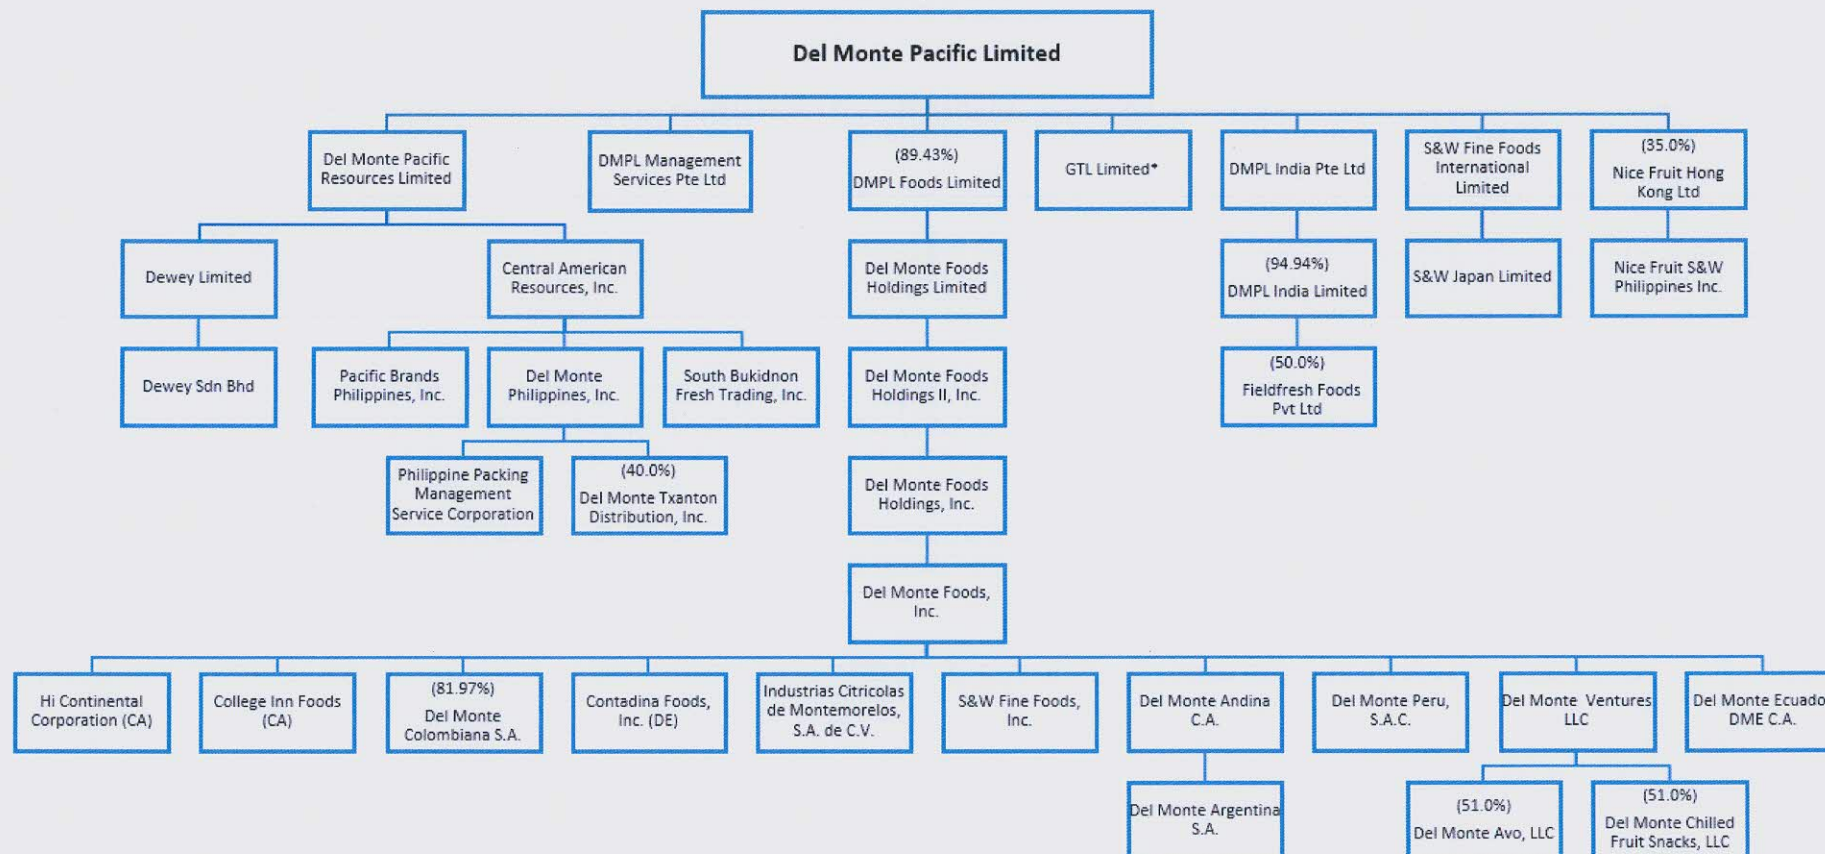 Del Monte Pacific Limited
Del Monte Pacific
Resources Limited
DMPL Management
Services Pte Ltd
(89.43%)
DMPL Foods Limited
GTL Limited*
DMPL India Pte Ltd
S&W Fine Foods
International
Limited
(35.0%)
Nice Fruit Hong
Kong Ltd
Dewey Limited
Central American
Resources, Inc.
Del Monte Foods
Holdings Limited
(94.94%)
DMPL India Limited
S&W Japan Limited
Nice Fruit S&W
Philippines Inc.
Dewey Sdn Bhd
Pacific Brands
Philippines, Inc.
Del Monte
Philippines, Inc.
South Bukidnon
Fresh Trading, Inc.
Del Monte Foods
Holdings II, Inc.
(50.0%)
Fieldfresh Foods
Pvt Ltd
Philippine Packing
Management
Service Corporation
(40.0%)
Del Monte Txanton
Distribution, Inc.
Del Monte Foods
Holdings, Inc.
Del Monte Foods,
Inc.
Hi Continental
Corporation (CA)
College Inn Foods
(CA)
(81.97%)
Del Monte
Colombiana S.A.
Contadina Foods,
Inc. (DE)
Industrias Citricolas
de Montemorelos,
S.A. de C.V.
S&W Fine Foods,
Inc.
Del Monte Andina
C.A.
Del Monte Peru,
S.A.C.
Del Monte Ventures
LLC
Del Monte Ecuado
DME C.A.
Del Monte Argentina
S.A.
(51.0%)
Del Monte Avo, LLC
(51.0%)
Del Monte Chilled
Fruit Snacks, LLC